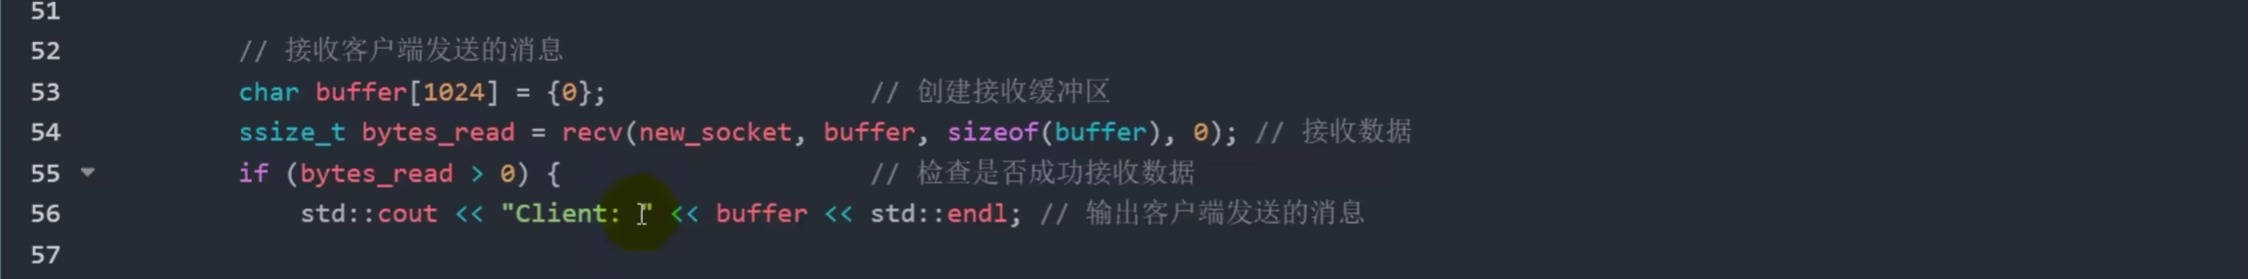 51
52 // 接收客户端发送的消息
53 char buffer[1024] = {0}; // 创建接收缓冲区
54 ssize_t bytes_read = recv(new_socket, buffer, sizeof(buffer), 0); // 接收数据
55 if (bytes_read > 0) { // 检查是否成功接收数据
56 std::cout << "Client: " << buffer << std::endl; // 输出客户端发送的消息
57